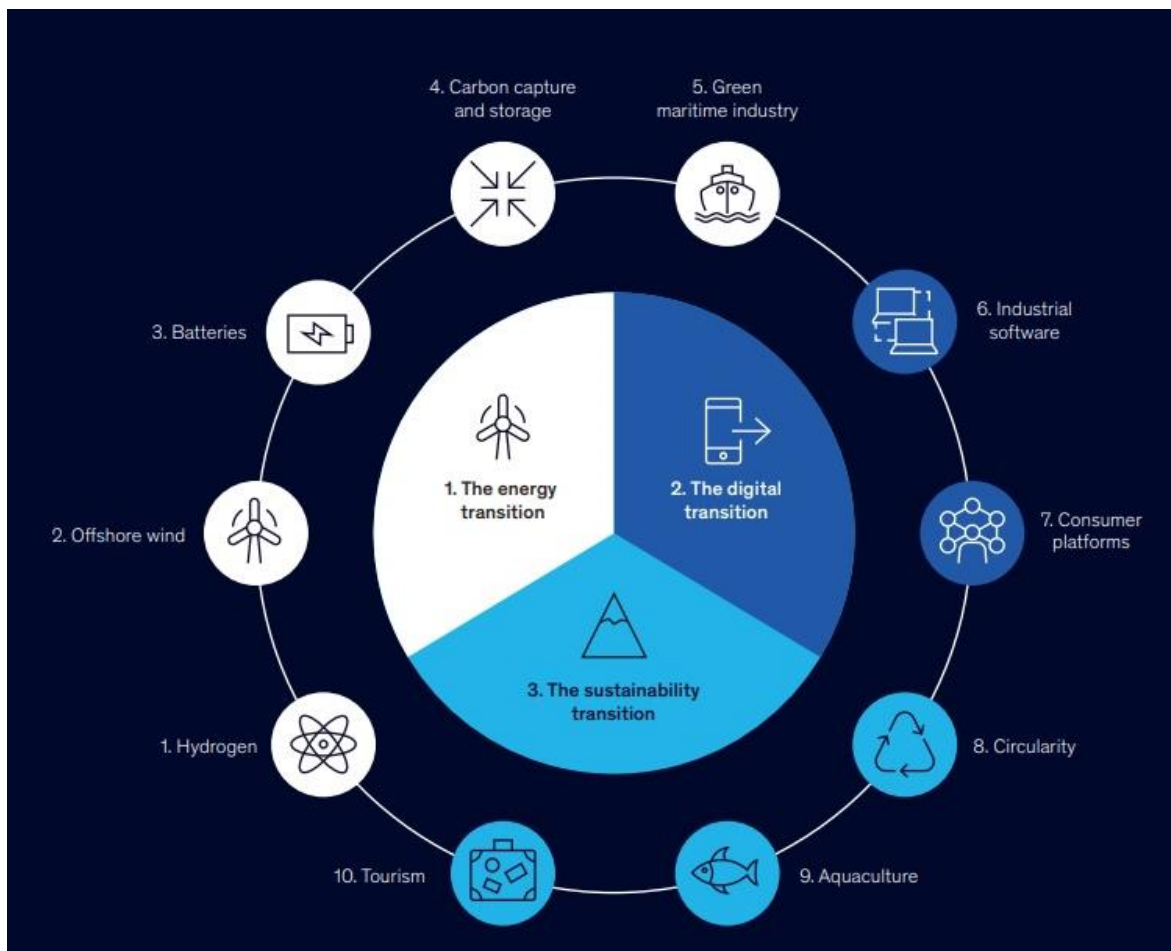 4. Carbon capture
and storage
5. Green
maritime industry
3. Batteries
6. Industrial
software
1. The energy
transition
2. The digital
transition
2. Offshore wind
7. Consumer
platforms
3. The sustainability
transition
1. Hydrogen
8. Circularity
10. Tourism
9. Aquaculture